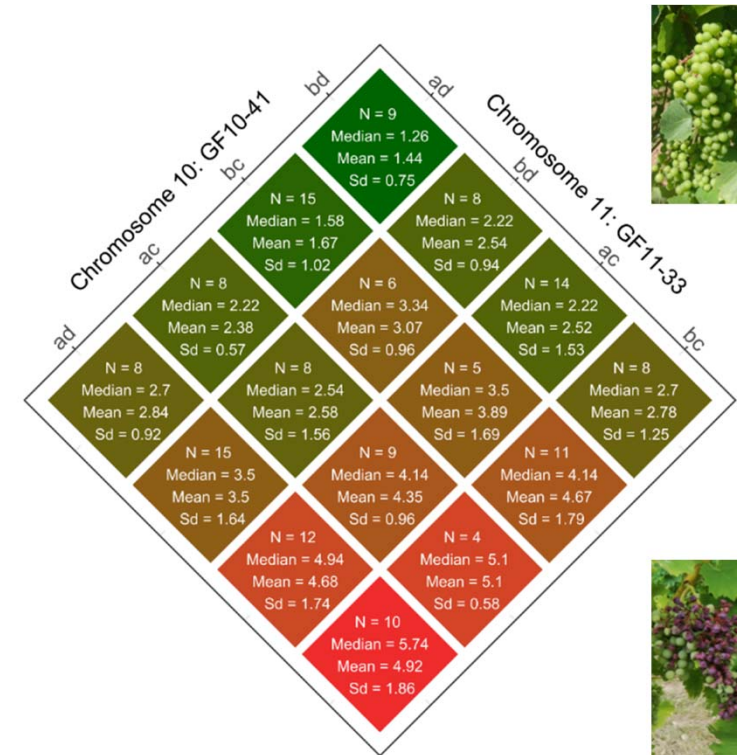 Chromosome 10: GF10-41
bd
bc
ac
ad
Chromosome 11: GF11-33
ad
bd
ac
bc
N = 9
Median = 1.26
Mean = 1.44
Sd = 0.75
N = 15
Median = 1.58
Mean = 1.67
Sd = 1.02
N = 8
Median = 2.22
Mean = 2.54
Sd = 0.94
N = 8
Median = 2.22
Mean = 2.38
Sd = 0.57
N = 6
Median = 3.34
Mean = 3.07
Sd = 0.96
N = 14
Median = 2.22
Mean = 2.52
Sd = 1.53
N = 8
Median = 2.7
Mean = 2.84
Sd = 0.92
N = 8
Median = 2.54
Mean = 2.58
Sd = 1.56
N = 5
Median = 3.5
Mean = 3.89
Sd = 1.69
N = 8
Median = 2.7
Mean = 2.78
Sd = 1.25
N = 15
Median = 3.5
Mean = 3.5
Sd = 1.64
N = 9
Median = 4.14
Mean = 4.35
Sd = 0.96
N = 11
Median = 4.14
Mean = 4.67
Sd = 1.79
N = 12
Median = 4.94
Mean = 4.68
Sd = 1.74
N = 4
Median = 5.1
Mean = 5.1
Sd = 0.58
N = 10
Median = 5.74
Mean = 4.92
Sd = 1.86